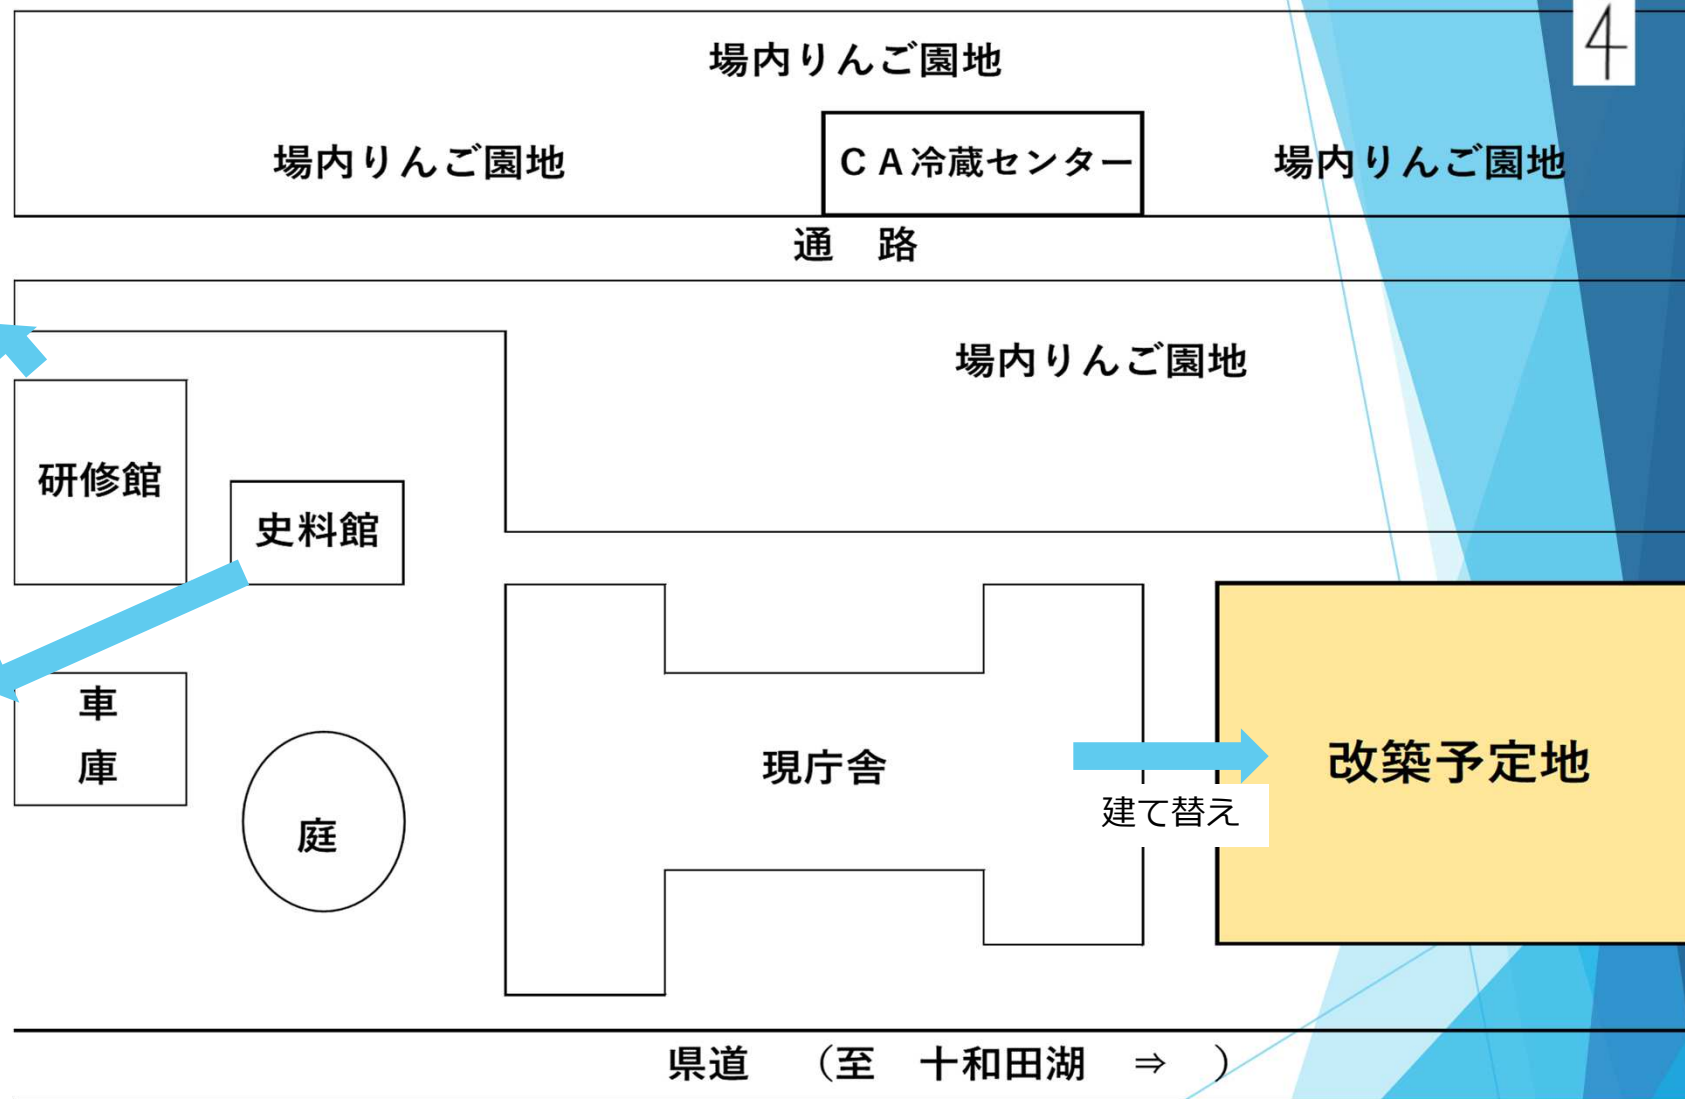 4
場内りんご園地
場内りんご園地
ＣＡ冷蔵センター
場内りんご園地
通　路
場内りんご園地
研修館
史料館
車
庫
庭
現庁舎
建て替え
改築予定地
県道　（至　十和田湖　⇒　）